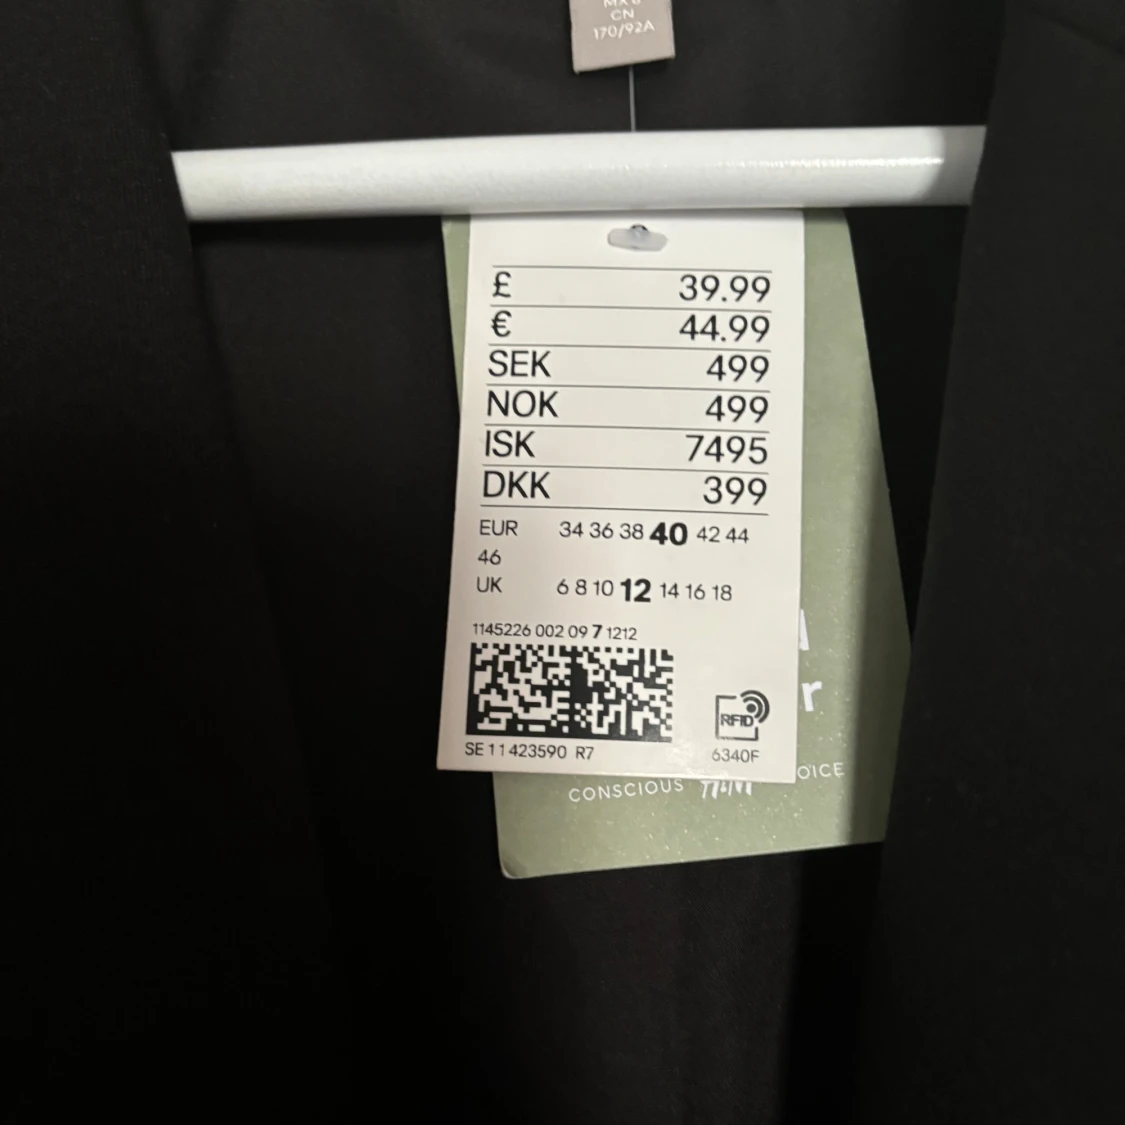 CN
170/92A
£ 39.99
€ 44.99
SEK 499
NOK 499
ISK 7495
DKK 399
EUR 34 36 38 40 42 44
46
UK 6 8 10 12 14 16 18
1145226 002 09 7 1212
RFID
SE 11423590 R7 6340F
r
CONSCIOUS OICE